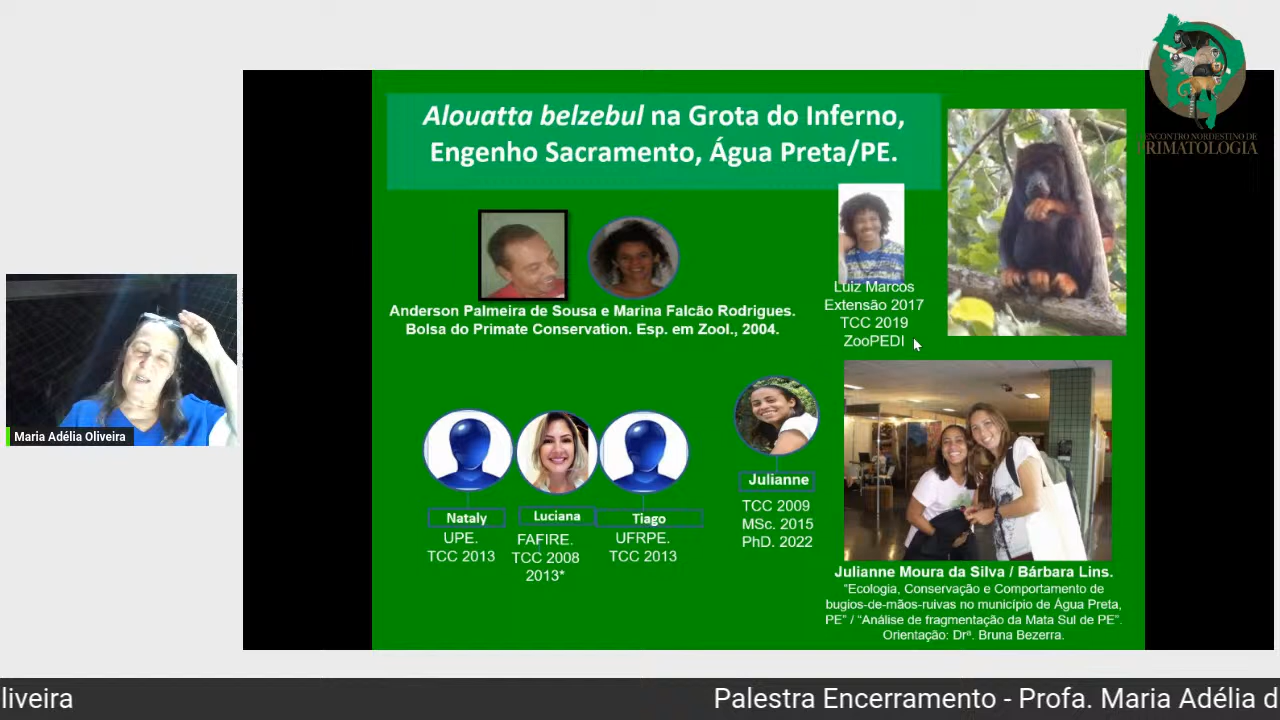 Alouatta belzebul na Grota do Inferno,
Engenho Sacramento, Água Preta/PE.
ENCONTRO NORDESTINO DE
PRIMATOLOGIA
Anderson Palmeira de Sousa e Marina Falcão Rodrigues.
Bolsa do Primate Conservation. Esp. em Zool., 2004.
Luiz Marcos
Extensão 2017
TCC 2019
ZooPEDI
Maria Adélia Oliveira
Nataly
UPE.
TCC 2013
Luciana
FAFIRE.
TCC 2008
2013*
Tiago
UFRPE.
TCC 2013
Julianne
TCC 2009
MSc. 2015
PhD. 2022
Julianne Moura da Silva / Bárbara Lins.
“Ecologia, Conservação e Comportamento de
bugios-de-mãos-ruivas no município de Água Preta,
PE” / “Análise de fragmentação da Mata Sul de PE”.
Orientação: Drª. Bruna Bezerra.
liveira
Palestra Encerramento - Profa. Maria Adélia d